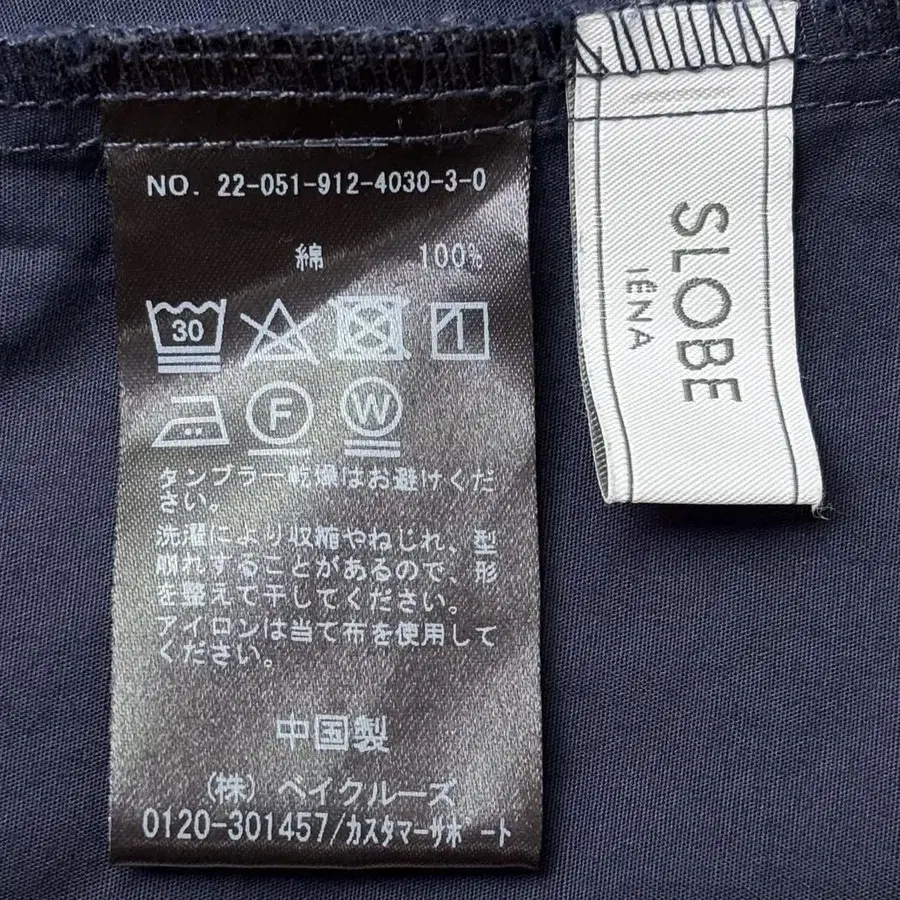 NO. 22-051-912-4030-3-0
綿 100%
30
F W
タンブラー乾燥はお避けくだ
さい。
洗濯により収縮やねじれ、型
崩れすることがあるので、形
を整えて干してください。
アイロンは当て布を使用して
ください。
中国製
(株) ベイクルーズ
0120-301457/カスタマーサポート
SLOBE
IÉNA